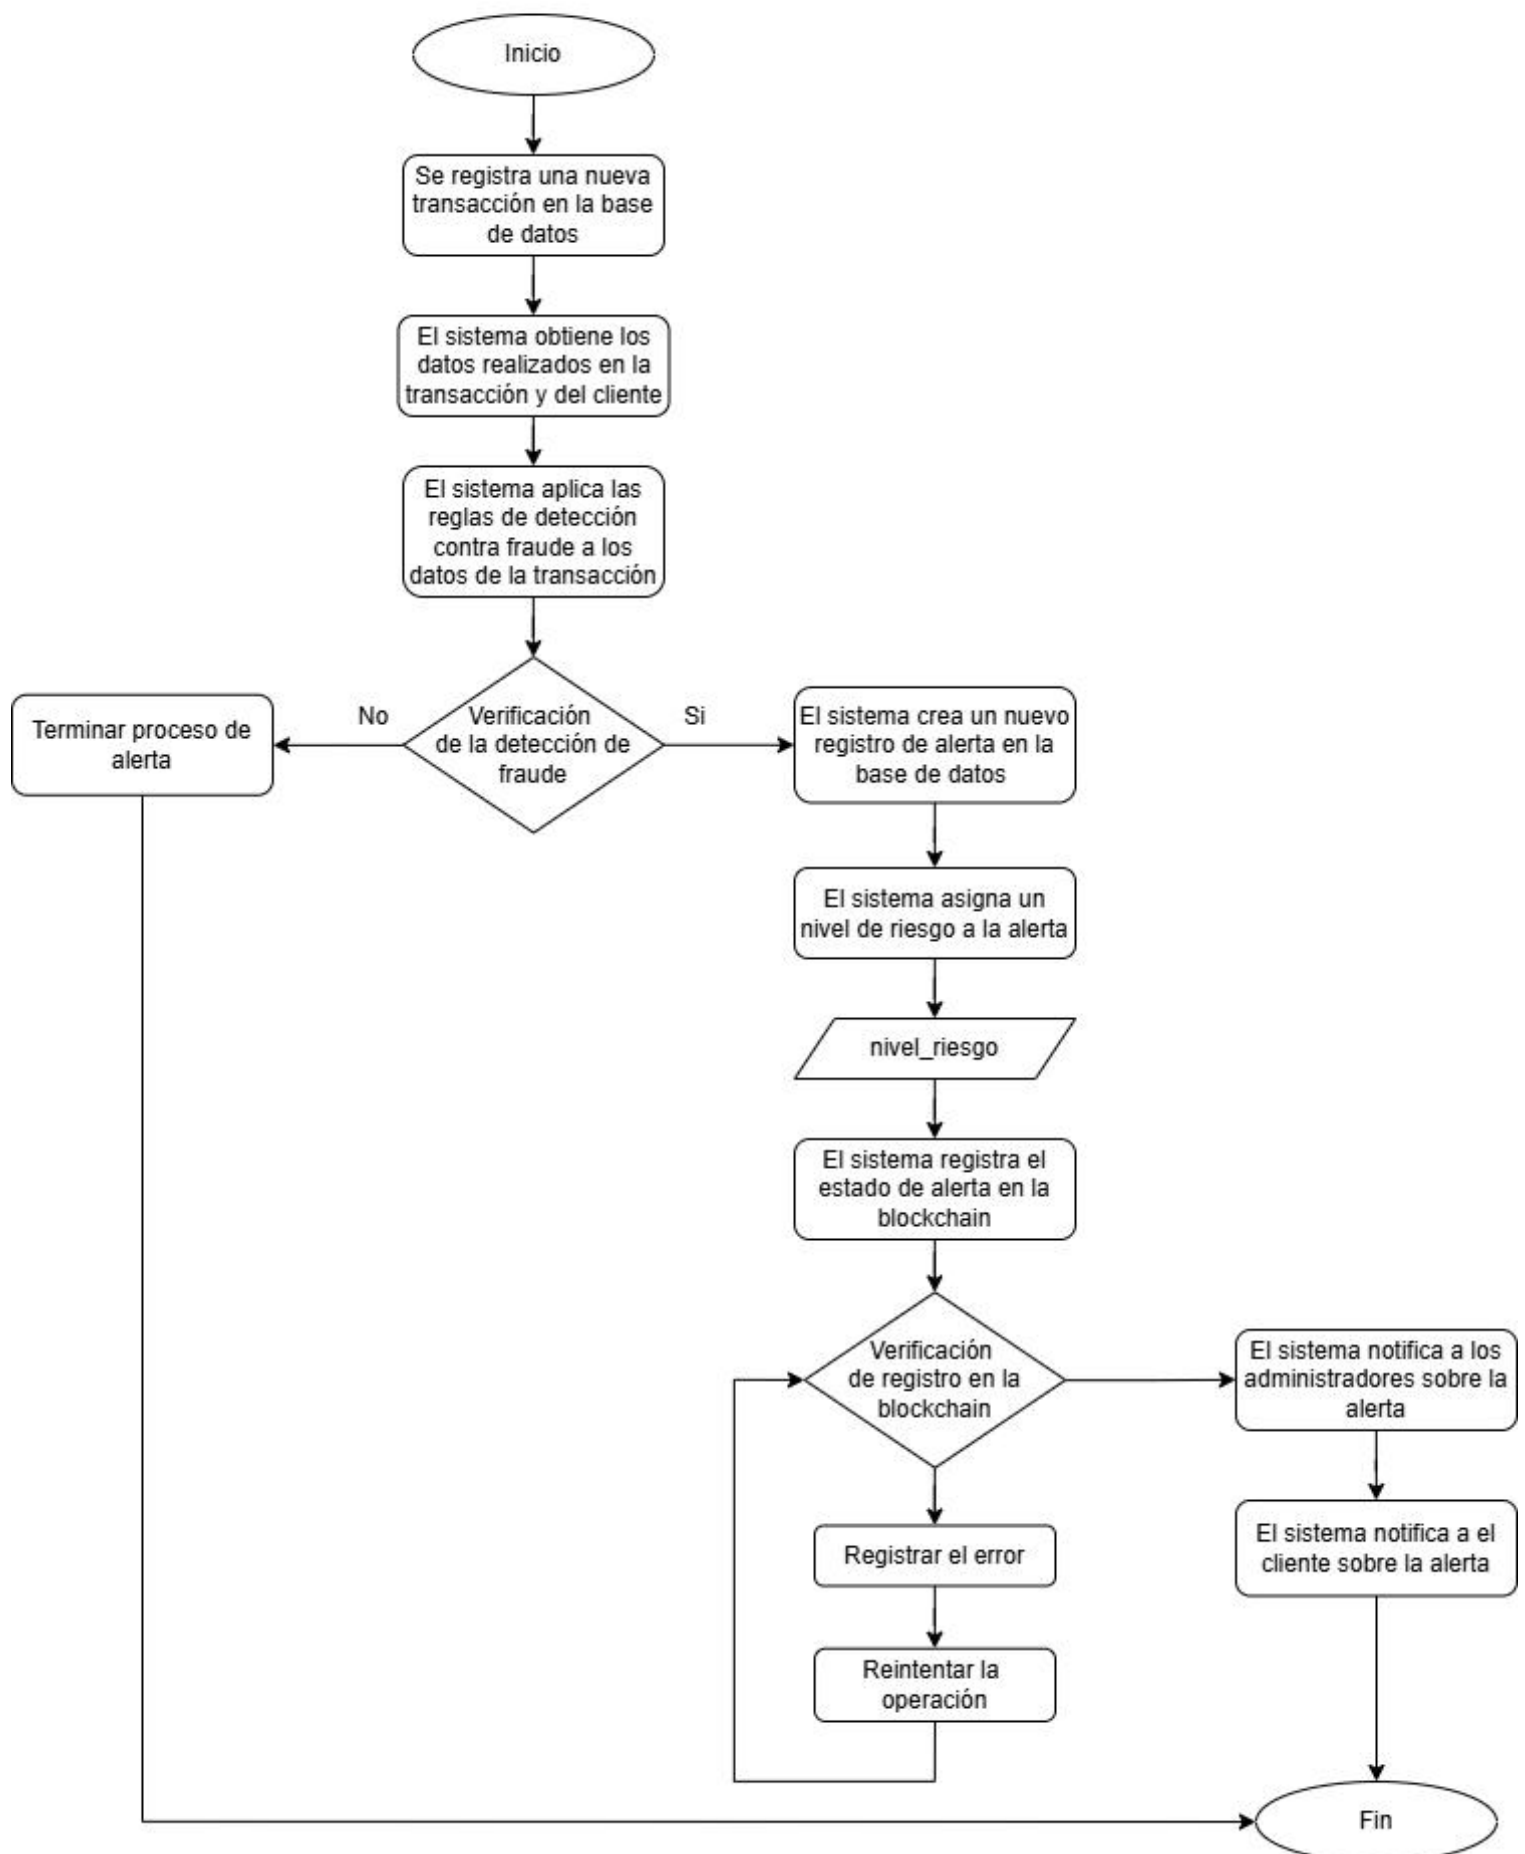 Inicio
Se registra una nueva
transacción en la base
de datos
El sistema obtiene los
datos realizados en la
transacción y del cliente
El sistema aplica las
reglas de detección
contra fraude a los
datos de la transacción
Verificación
de la detección de
fraude
No
Terminar proceso de
alerta
Si
El sistema crea un nuevo
registro de alerta en la
base de datos
El sistema asigna un
nivel de riesgo a la alerta
nivel_riesgo
El sistema registra el
estado de alerta en la
blockchain
Verificación
de registro en la
blockchain
Registrar el error
Reintentar la
operación
El sistema notifica a los
administradores sobre la
alerta
El sistema notifica a el
cliente sobre la alerta
Fin